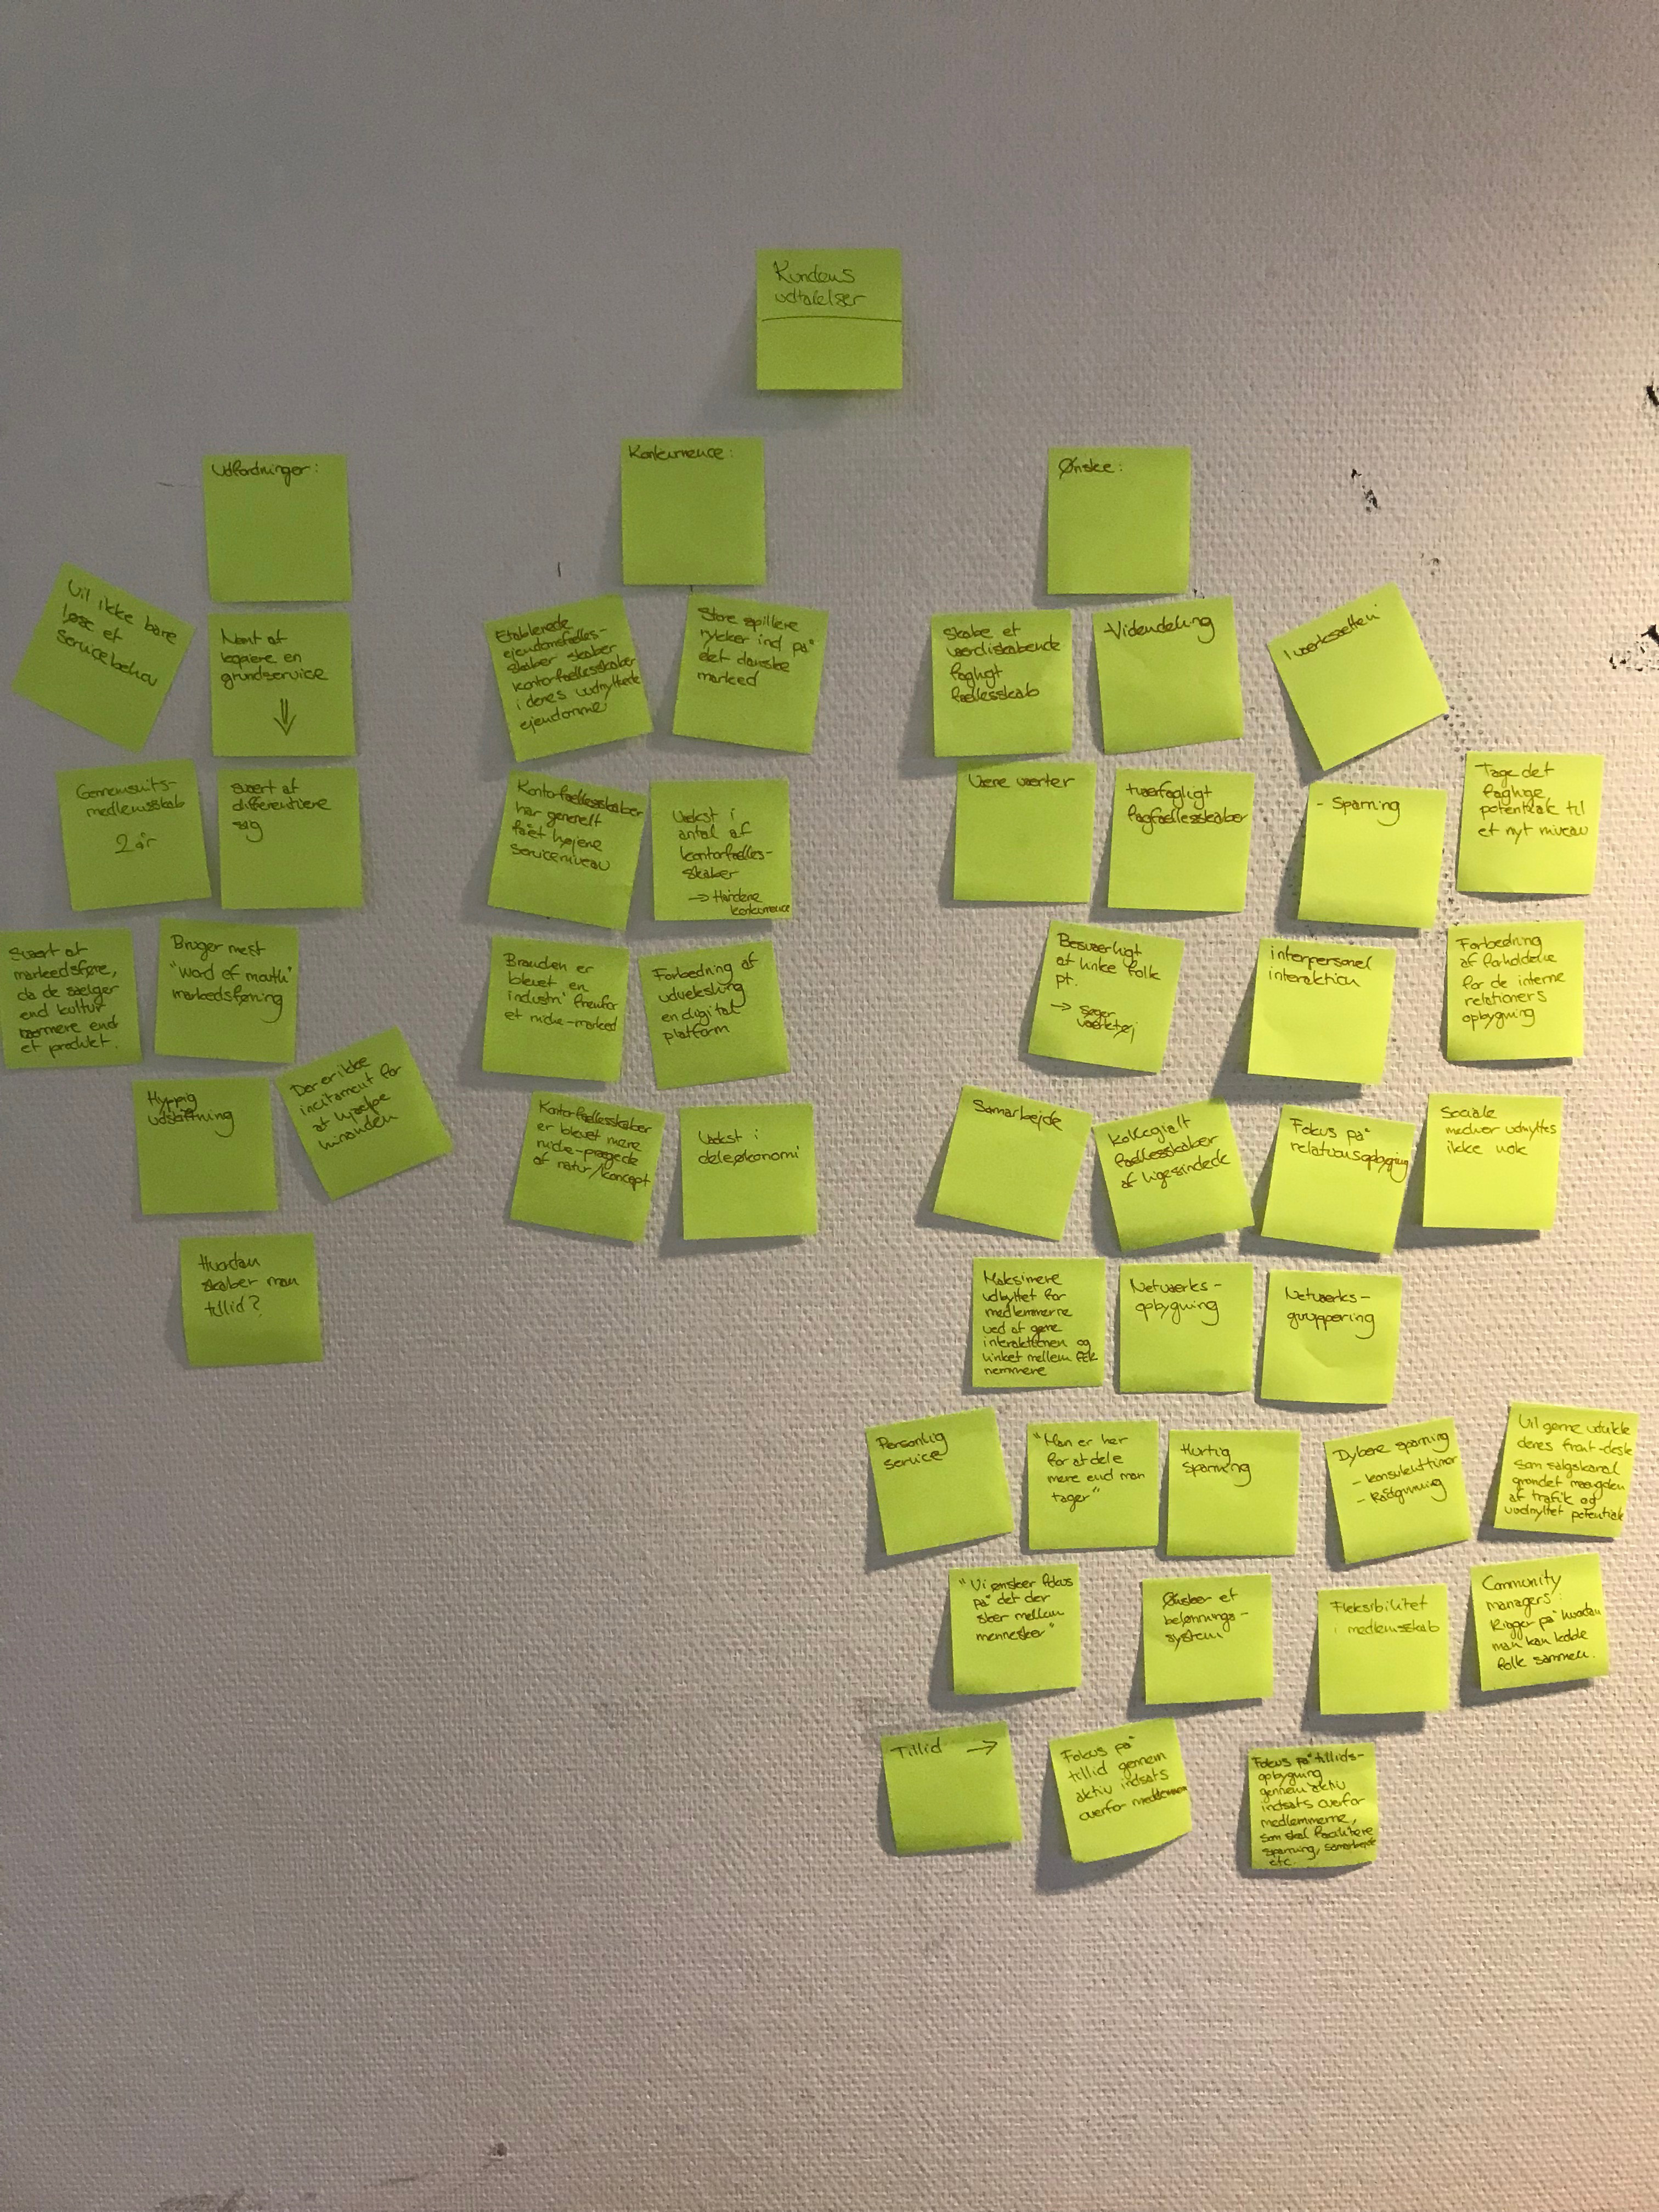 Kundens
udtalelser
Udfordninger:
Vil ikke bare
løse et
servicebehov
Nemt at
kopiere en
grundservice
↓
Gennemsnits-
medlemsskab
2 år
svært at
differentiere
sig
Svært at
markedsføre,
da de sælger
end kultur
nærmere end
et produkt.
Bruger mest
"Word of mouth"
markedsføring
Hyppig
udskiftning
Der er ikke
incitament for
at hjælpe
hinanden
Hvordan
skaber man
tillid?
Konkurrence:
Etablerede
ejendomsfælles-
skaber skaber
kontorfællesskaber
i deres uudnyttede
ejendomme
Store spillere
rykker ind på
det danske
marked
Kontorfællesskaber
har generelt
fået højere
serviceniveau
Vækst i
antal af
kontorfælles-
skaber
→ Hårdere
konkurrence
Branchen er
blevet en
industri fremfor
et niche-marked
Forbedring af
udveksling
en digital
platform
Kontorfællesskaber
er blevet mere
niche-prægede
af natur/koncept
Vækst i
deleøkonomi
Ønske:
Skabe et
værdiskabende
fagligt
fællesskab
-Videndeling
Iværksætteri
Være værter
tværfagligt
fagfællesskaber
- Sparring
Tage det
faglige
potentiale til
et nyt niveau
Besværligt
at linke folk
pt.
→ søger
værktøj
interpersonel
interaktion
Forbedring
af forholdene
for de interne
relationers
opbygning
Samarbejde
Kollegialt
fællesskaber
af ligesindede
Fokus på
relationsopbygning
Sociale
medier udnyttes
ikke nok
Maksimere
udbyttet for
medlemmerne
ved at gøre
interaktionen og
linket mellem folk
nemmere
Netværks-
opbygning
Netværks-
gruppering
Personlig
service
"Man er her
for at dele
mere end man
tager"
Hurtig
sparring
Dybere sparring
- konsulenttimer
- Rådgivning
Vil gerne udvikle
deres front-desk
som salgskanal
grundet mængden
af trafik og
uudnyttet potentiale
"Vi ønsker fokus
på det der
sker mellem
mennesker"
Ønsker et
belønnings-
system
Fleksibilitet
i medlemsskab
Community
managers:
Kigger på hvordan
man kan koble
folk sammen.
Tillid →
Fokus på
tillid gennem
aktiv indsats
overfor medlemmer
Fokus på tillids-
opbygning
gennem aktiv
indsats overfor
medlemmerne,
som skal facilitere
sparring, samarbejde
etc.